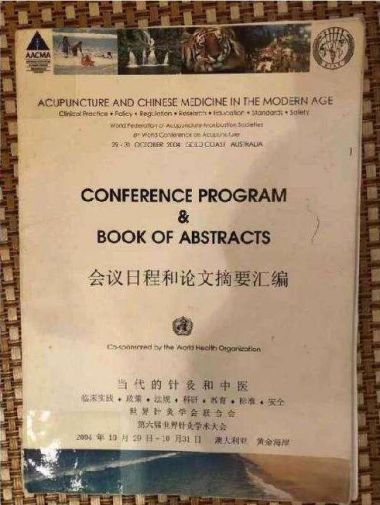 AACMA
ACUPUNCTURE AND CHINESE MEDICINE IN THE MODERN AGE
Clinical Practice • Policy • Regulation • Research • Education • Standards • Safety
World Federation of Acupuncture-Moxibustion Societies
6th World Conference on Acupuncture
29 - 31 OCTOBER 2004 GOLD COAST AUSTRALIA
CONFERENCE PROGRAM
&
BOOK OF ABSTRACTS
会议日程和论文摘要汇编
Co-sponsored by the World Health Organization
当代的针灸和中医
临床实践 • 政策 • 法规 • 科研 • 教育 • 标准 • 安全
世界针灸学会联合会
第六届世界针灸学术大会
2004 年 10 月 29 日 - 10 月 31 日 澳大利亚 黄金海岸